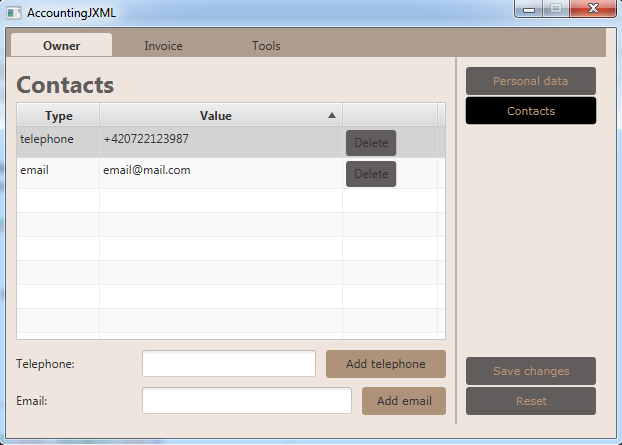 AccountingJXML
Owner Invoice Tools
Contacts
Type Value
telephone +420722123987 Delete
email email@mail.com Delete
Telephone: Add telephone
Email: Add email
Personal data
Contacts
Save changes
Reset